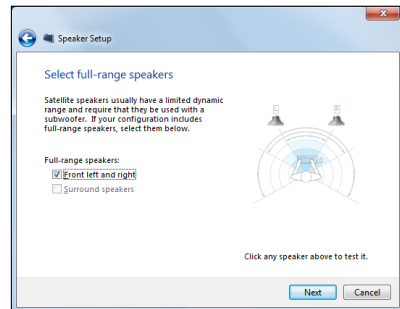 Speaker Setup
Select full-range speakers
Satellite speakers usually have a limited dynamic
range and require that they be used with a
subwoofer. If your configuration includes
full-range speakers, select them below.
L R
Full-range speakers:
Front left and right
Surround speakers
Click any speaker above to test it.
Next Cancel